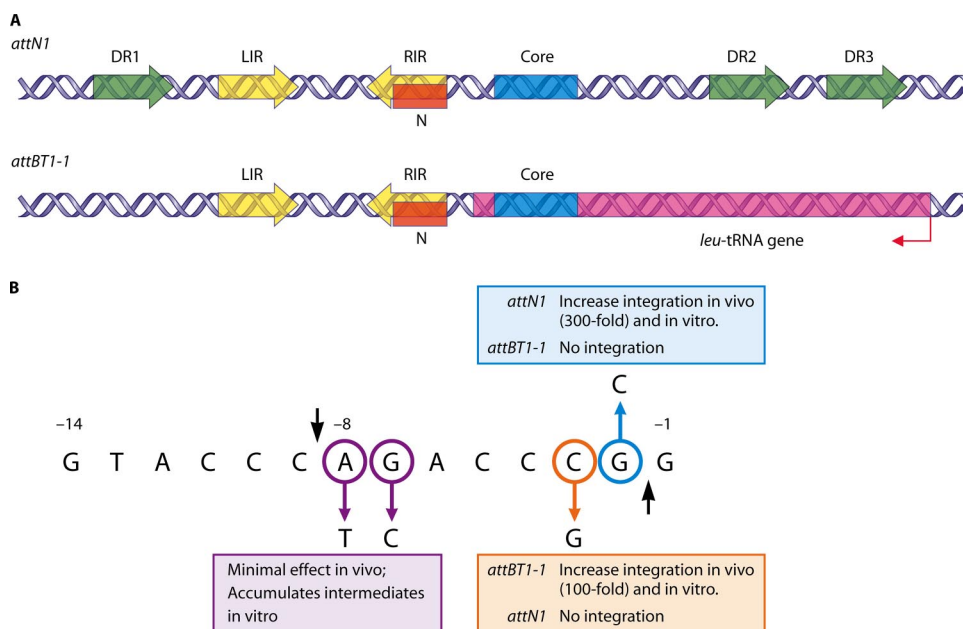 A
attN1
DR1 LIR RIR Core DR2 DR3
N
attBT1-1
LIR RIR Core
N
leu-tRNA gene
B
attN1 Increase integration in vivo
(300-fold) and in vitro.
attBT1-1 No integration
C
–14 –8 –1
G T A C C C C A G A C C C G G
T C G
Minimal effect in vivo;
Accumulates intermediates
in vitro
attBT1-1 Increase integration in vivo
(100-fold) and in vitro.
attN1 No integration